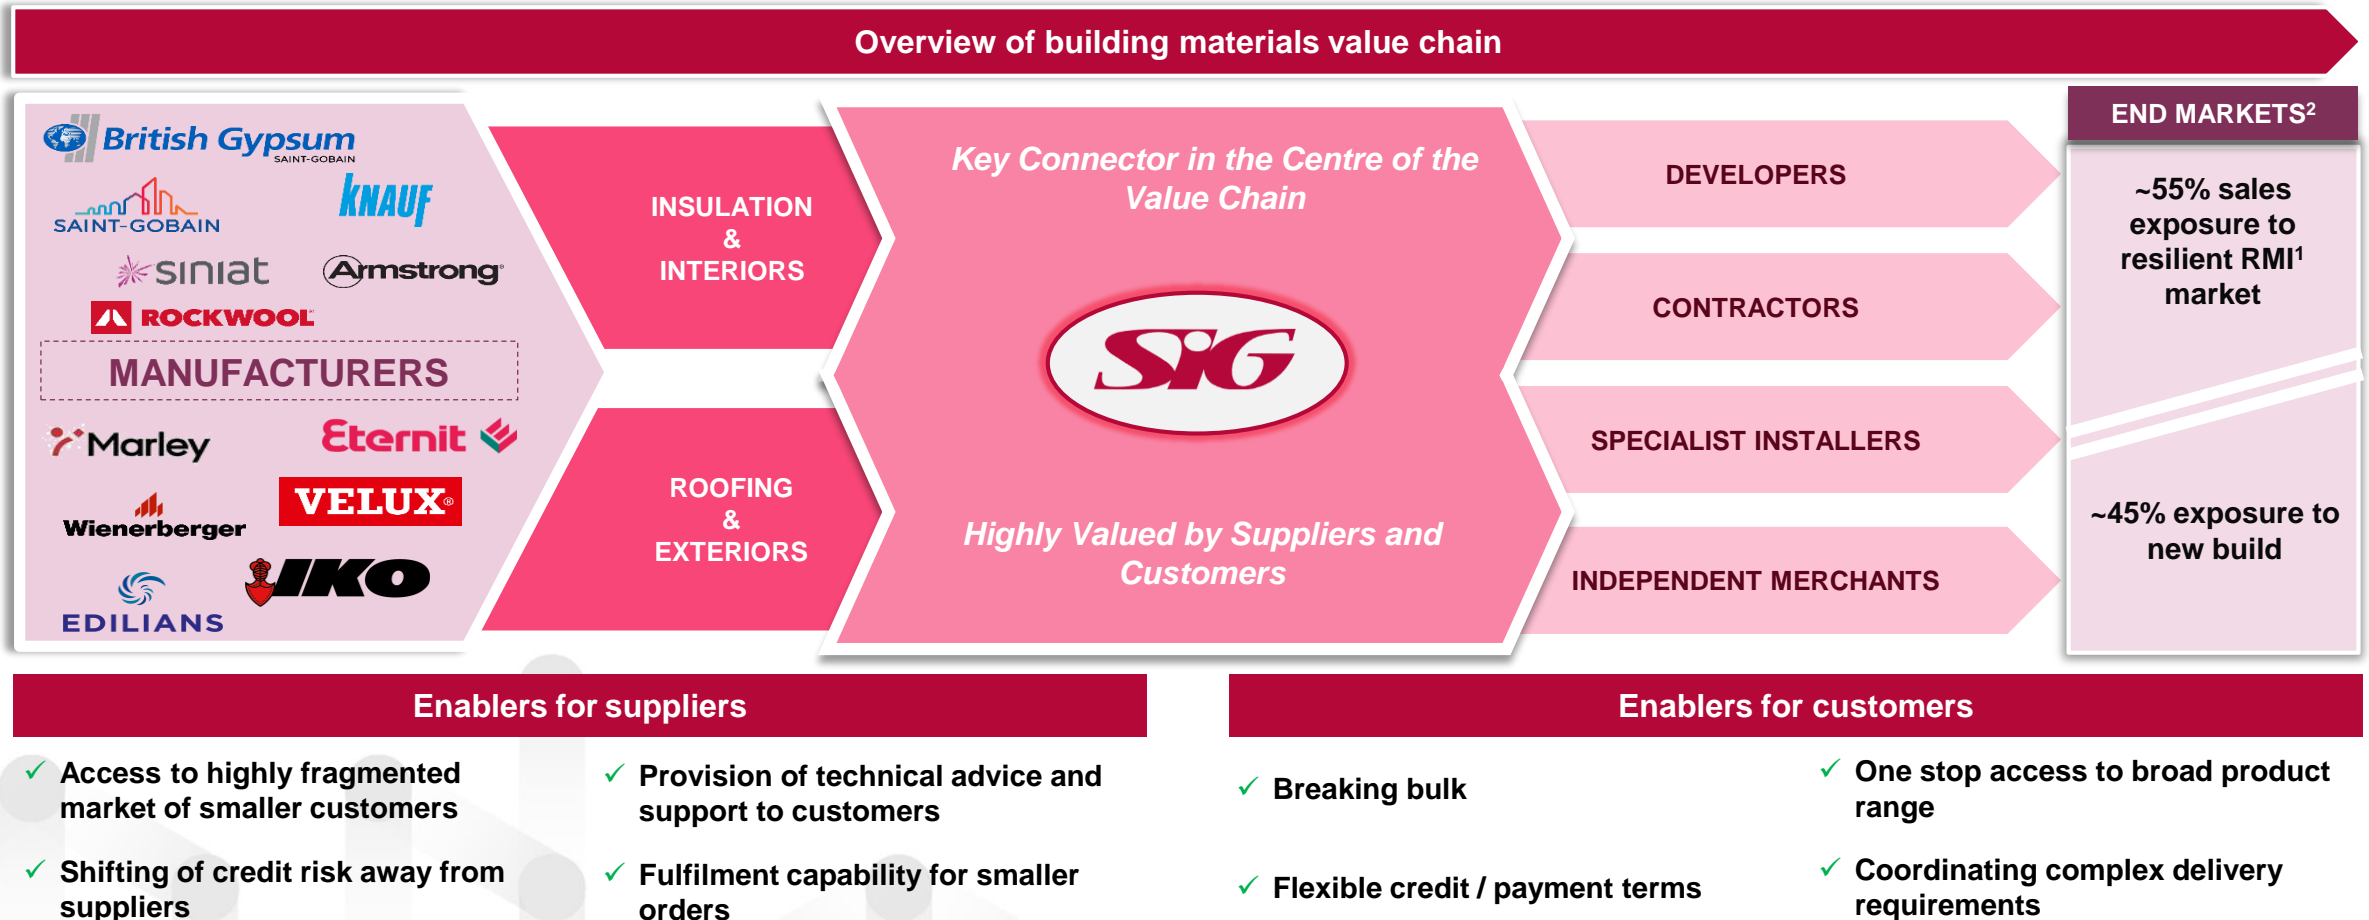 Overview of building materials value chain
British Gypsum
SAINT-GOBAIN
SAINT-GOBAIN
KNAUF
siniat
Armstrong
ROCKWOOL
MANUFACTURERS
Marley
Eternit
Wienerberger
VELUX®
EDILIANS
IKO
INSULATION
&
INTERIORS
ROOFING
&
EXTERIORS
Key Connector in the Centre of the
Value Chain
SIG
Highly Valued by Suppliers and
Customers
DEVELOPERS
CONTRACTORS
SPECIALIST INSTALLERS
INDEPENDENT MERCHANTS
END MARKETS²
~55% sales
exposure to
resilient RMI¹
market
~45% exposure to
new build
Enablers for suppliers
✓ Access to highly fragmented
market of smaller customers
✓ Shifting of credit risk away from
suppliers
✓ Provision of technical advice and
support to customers
✓ Fulfilment capability for smaller
orders
Enablers for customers
✓ Breaking bulk
✓ Flexible credit / payment terms
✓ One stop access to broad product
range
✓ Coordinating complex delivery
requirements